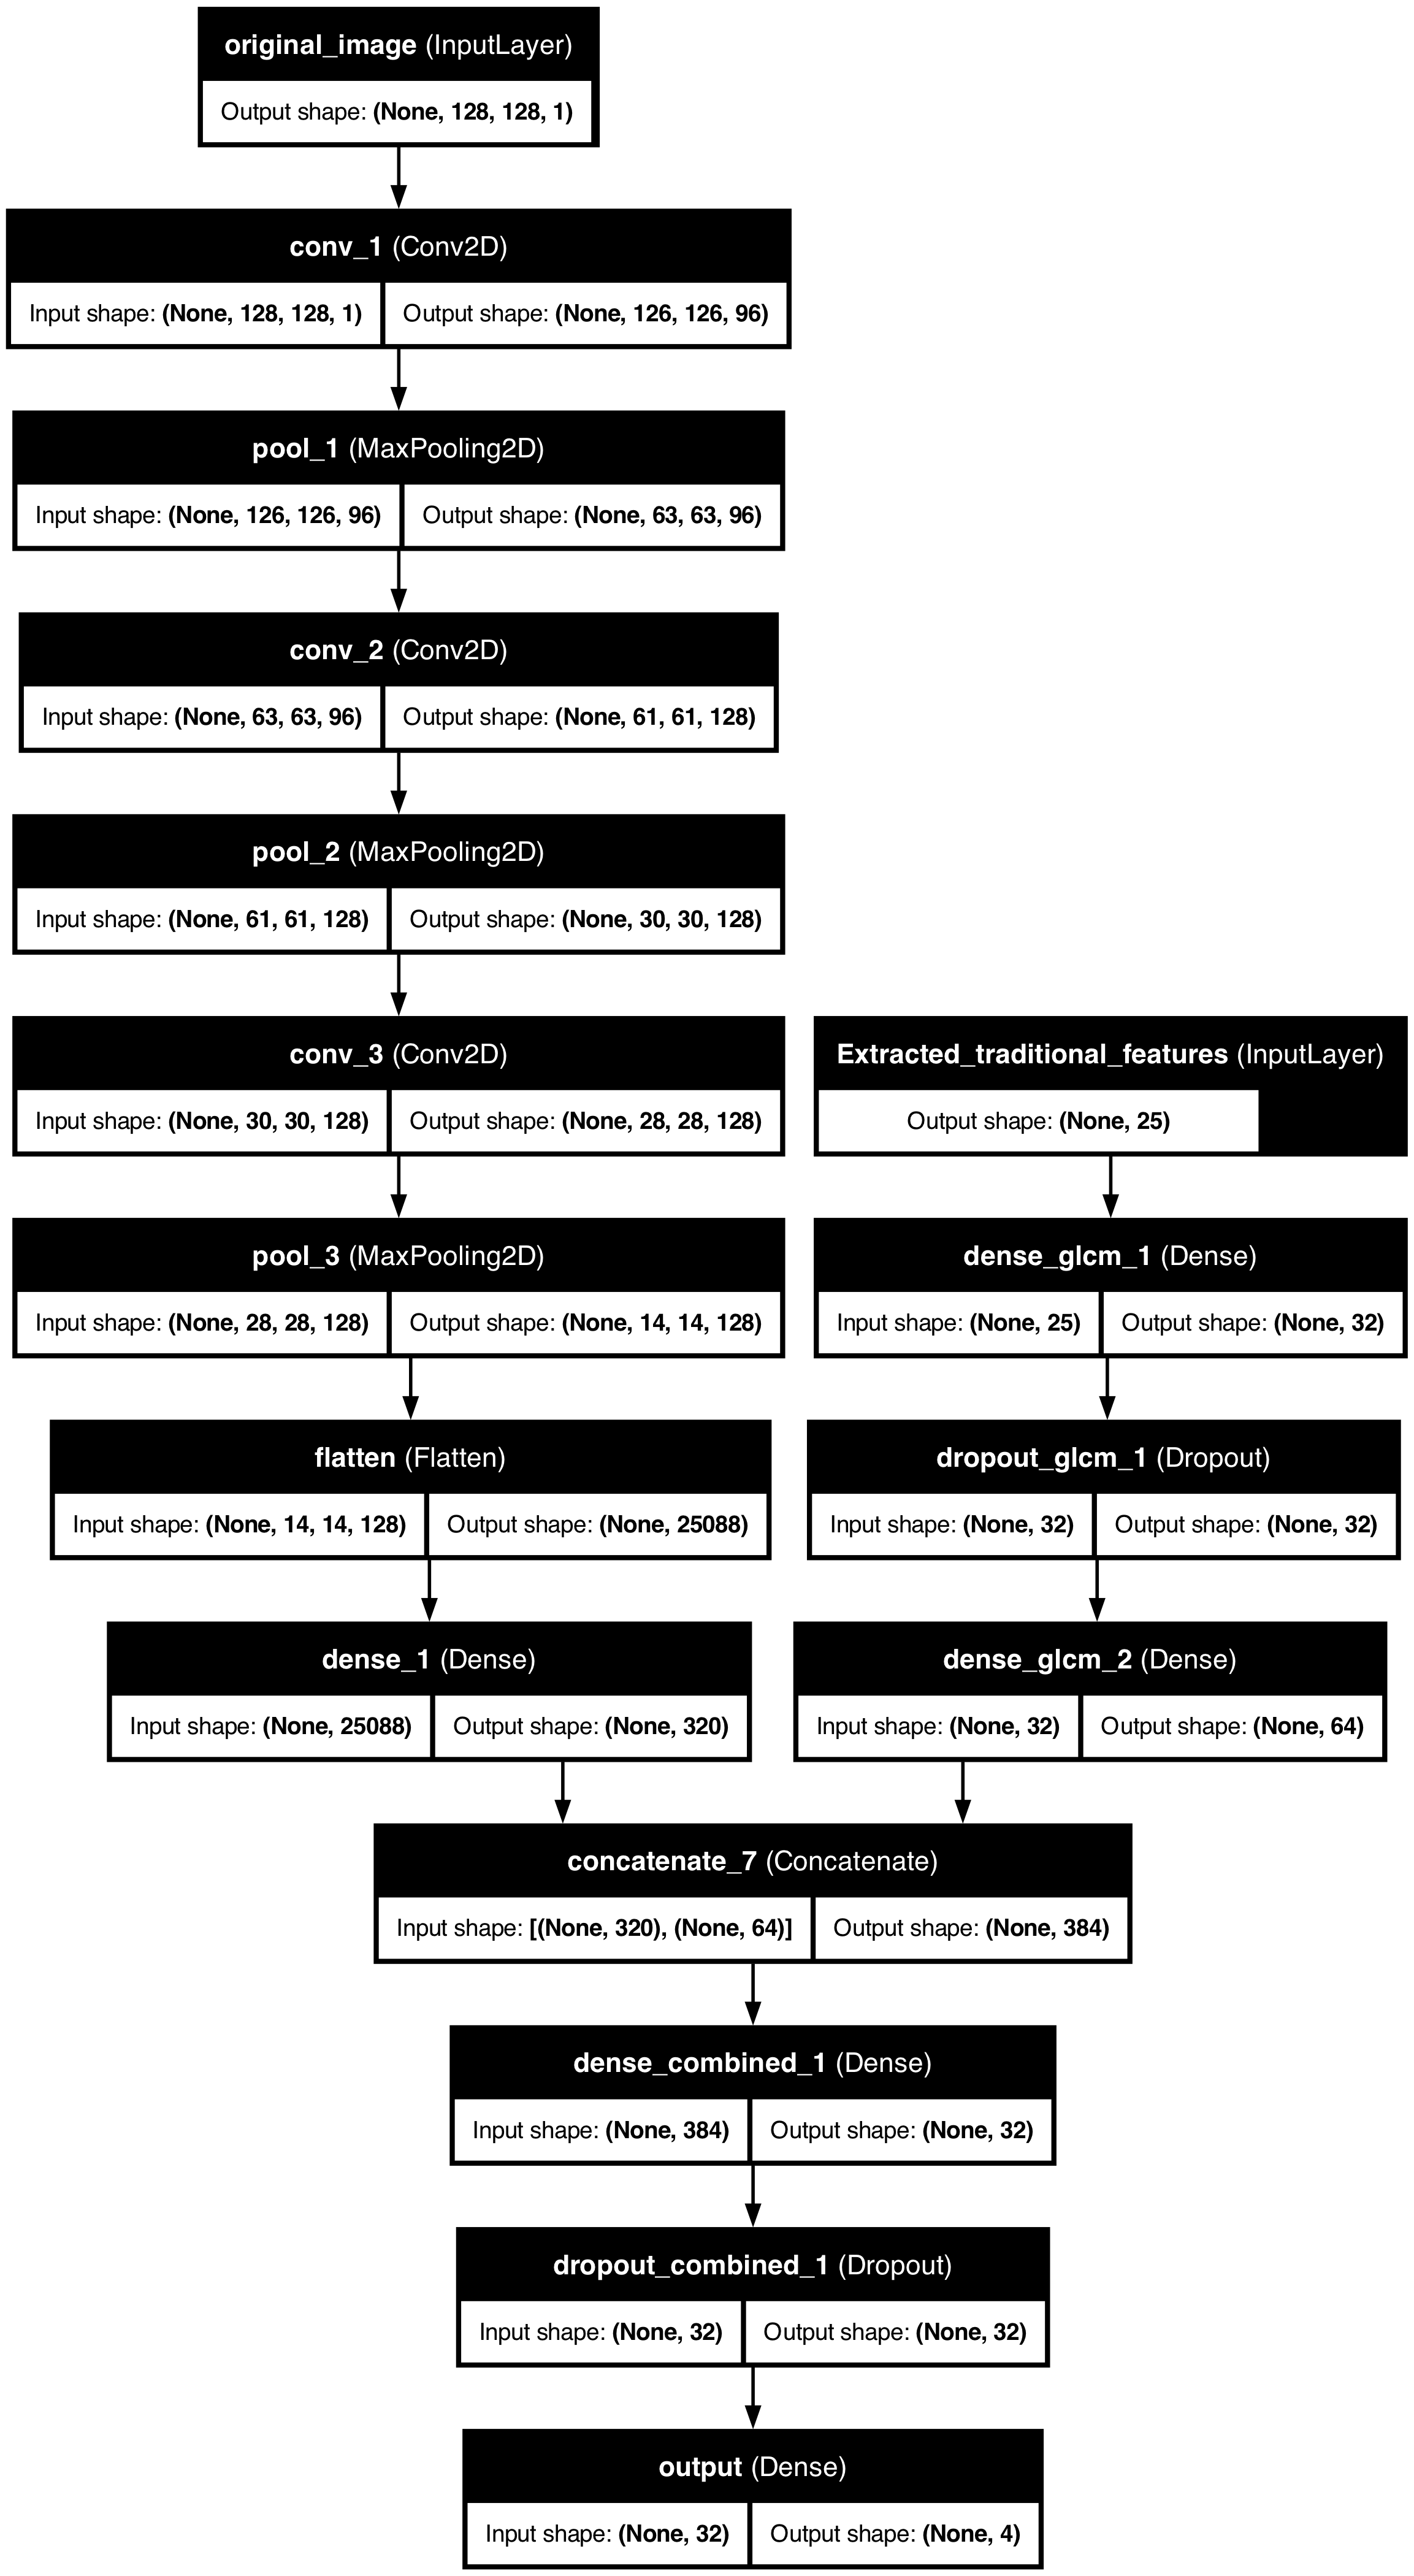 original_image (InputLayer)
Output shape: (None, 128, 128, 1)
conv_1 (Conv2D)
Input shape: (None, 128, 128, 1) Output shape: (None, 126, 126, 96)
pool_1 (MaxPooling2D)
Input shape: (None, 126, 126, 96) Output shape: (None, 63, 63, 96)
conv_2 (Conv2D)
Input shape: (None, 63, 63, 96) Output shape: (None, 61, 61, 128)
pool_2 (MaxPooling2D)
Input shape: (None, 61, 61, 128) Output shape: (None, 30, 30, 128)
conv_3 (Conv2D)
Input shape: (None, 30, 30, 128) Output shape: (None, 28, 28, 128)
pool_3 (MaxPooling2D)
Input shape: (None, 28, 28, 128) Output shape: (None, 14, 14, 128)
flatten (Flatten)
Input shape: (None, 14, 14, 128) Output shape: (None, 25088)
dense_1 (Dense)
Input shape: (None, 25088) Output shape: (None, 320)
Extracted_traditional_features (InputLayer)
Output shape: (None, 25)
dense_glcm_1 (Dense)
Input shape: (None, 25) Output shape: (None, 32)
dropout_glcm_1 (Dropout)
Input shape: (None, 32) Output shape: (None, 32)
dense_glcm_2 (Dense)
Input shape: (None, 32) Output shape: (None, 64)
concatenate_7 (Concatenate)
Input shape: [(None, 320), (None, 64)] Output shape: (None, 384)
dense_combined_1 (Dense)
Input shape: (None, 384) Output shape: (None, 32)
dropout_combined_1 (Dropout)
Input shape: (None, 32) Output shape: (None, 32)
output (Dense)
Input shape: (None, 32) Output shape: (None, 4)